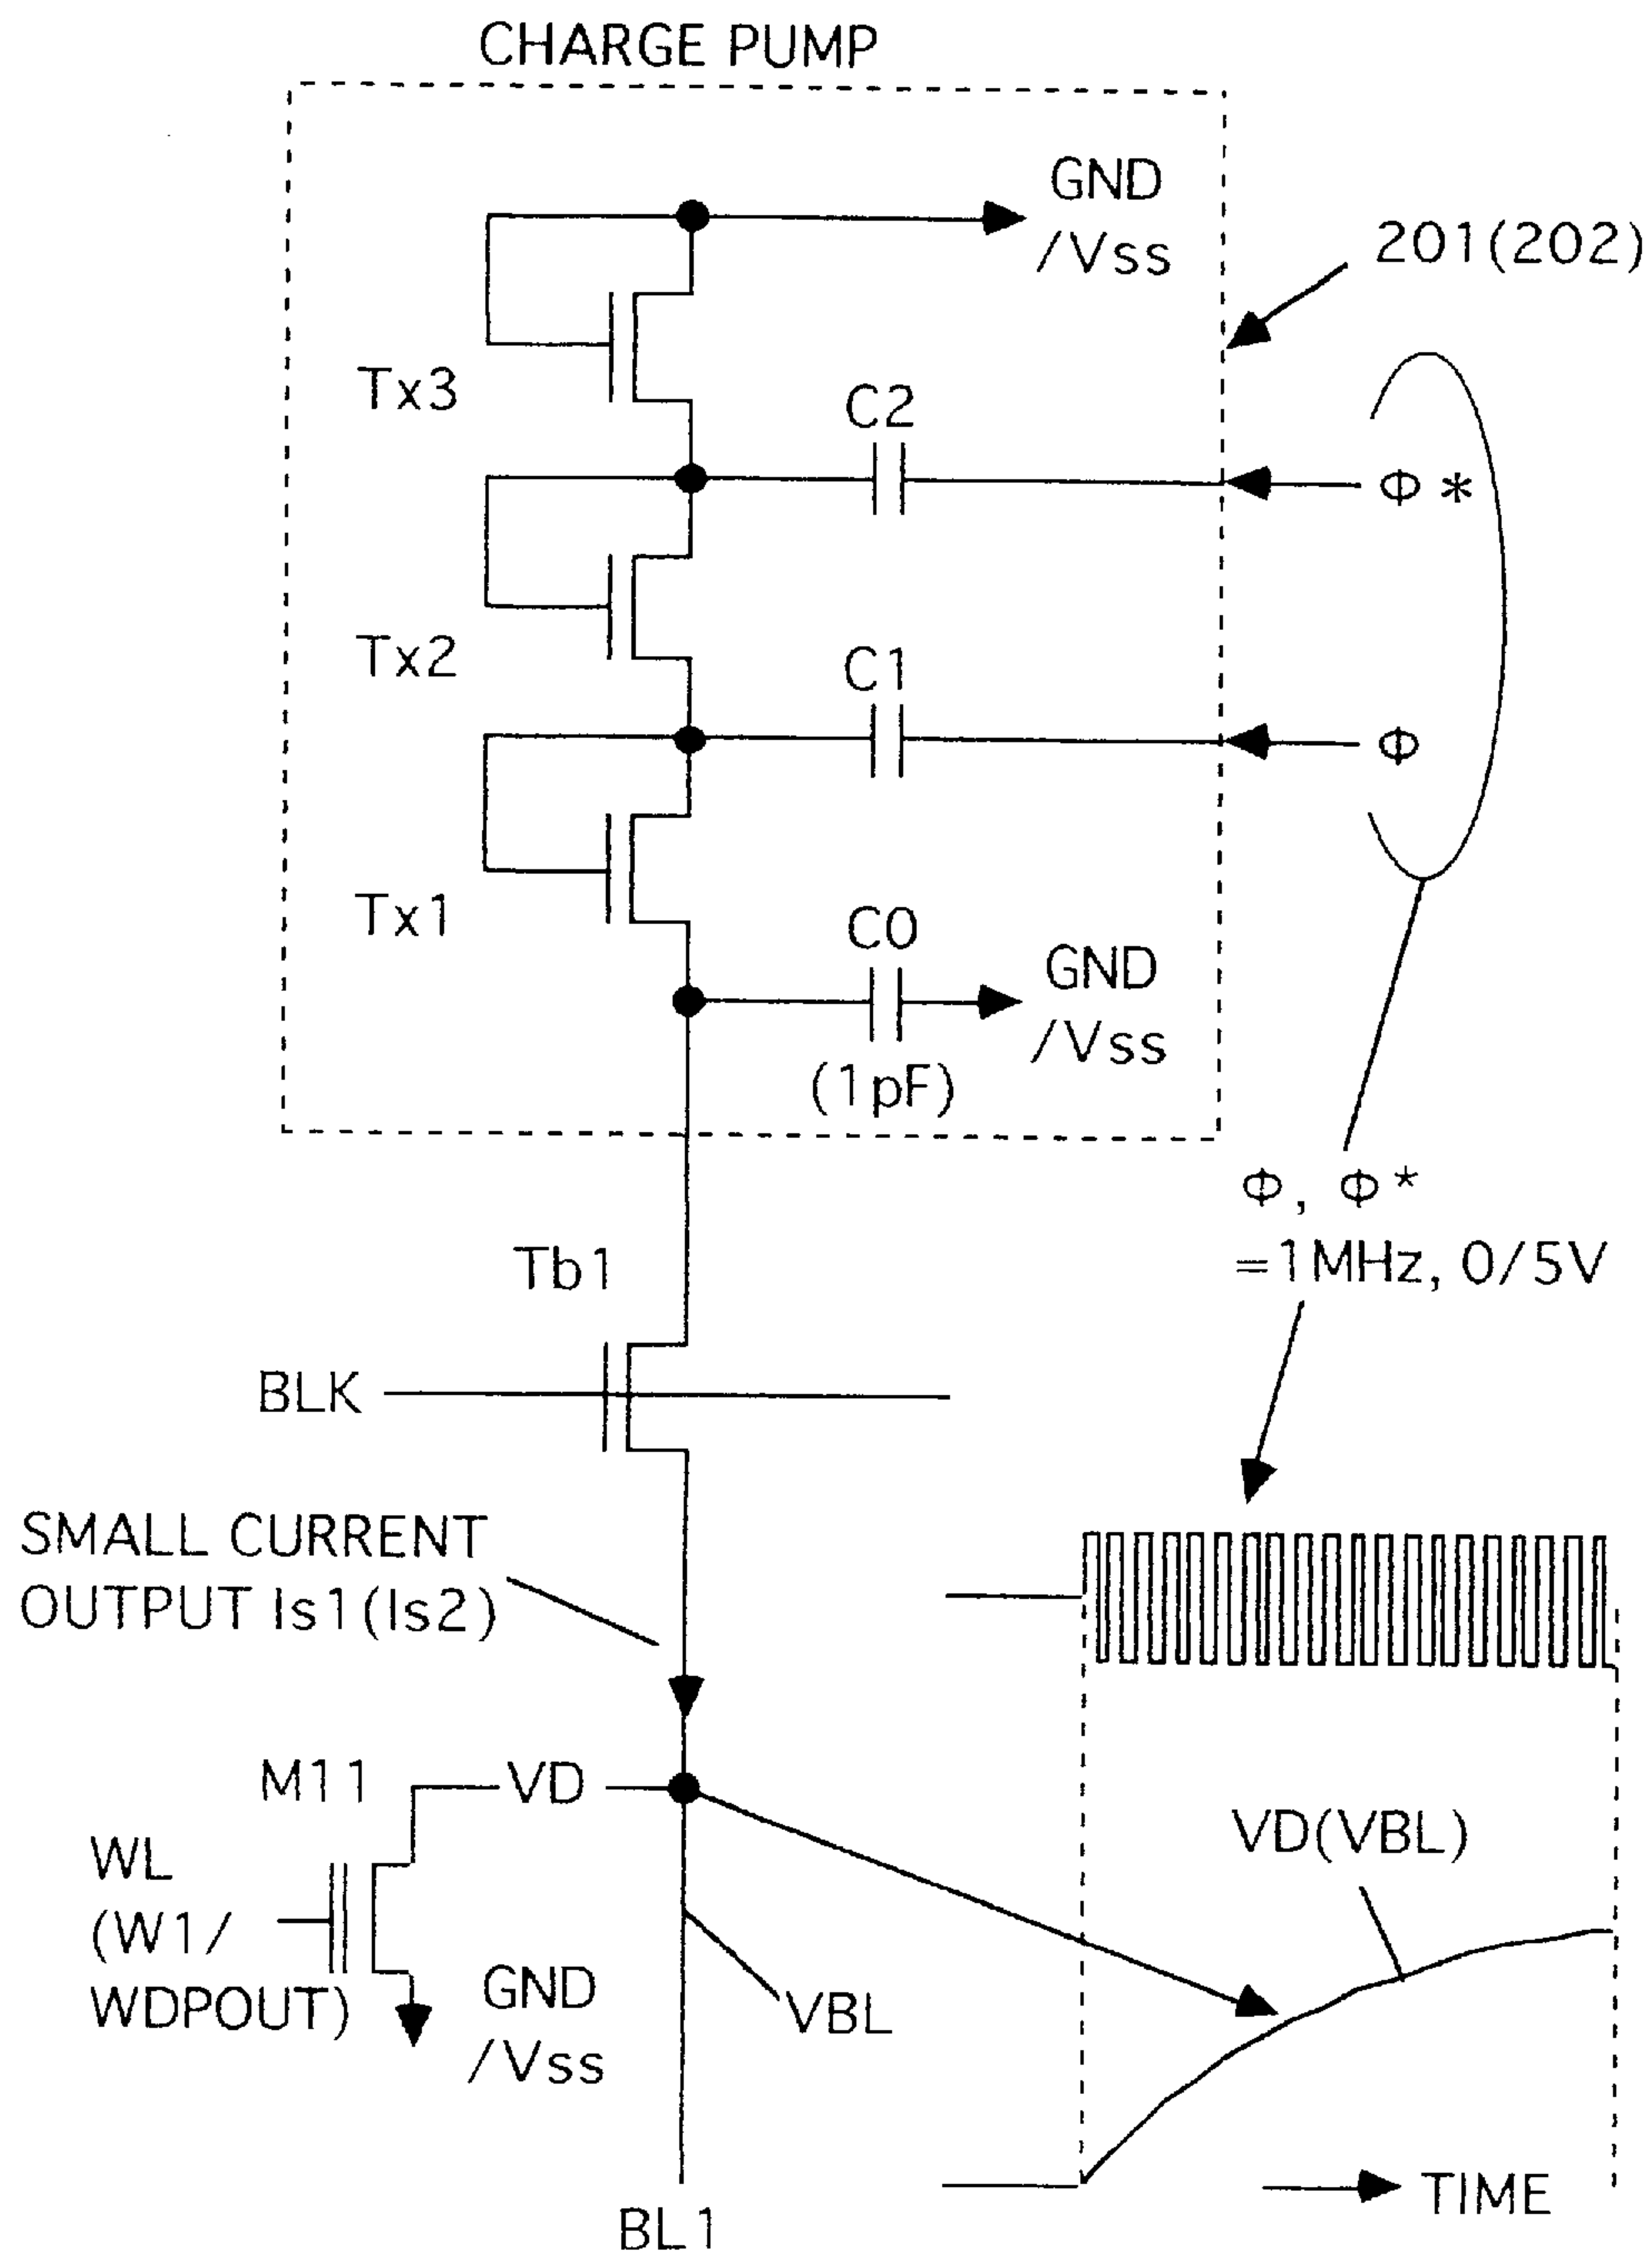 CHARGE PUMP
GND
/Vss
201(202)
Tx3
C2
Φ *
Tx2
C1
Φ
Tx1
C0
GND
/Vss
(1pF)
Φ, Φ*
=1MHz, 0/5V
Tb1
BLK
SMALL CURRENT
OUTPUT Is1(Is2)
M11
VD
VD(VBL)
WL
(W1/
WDPOUT)
GND
/Vss
VBL
TIME
BL1